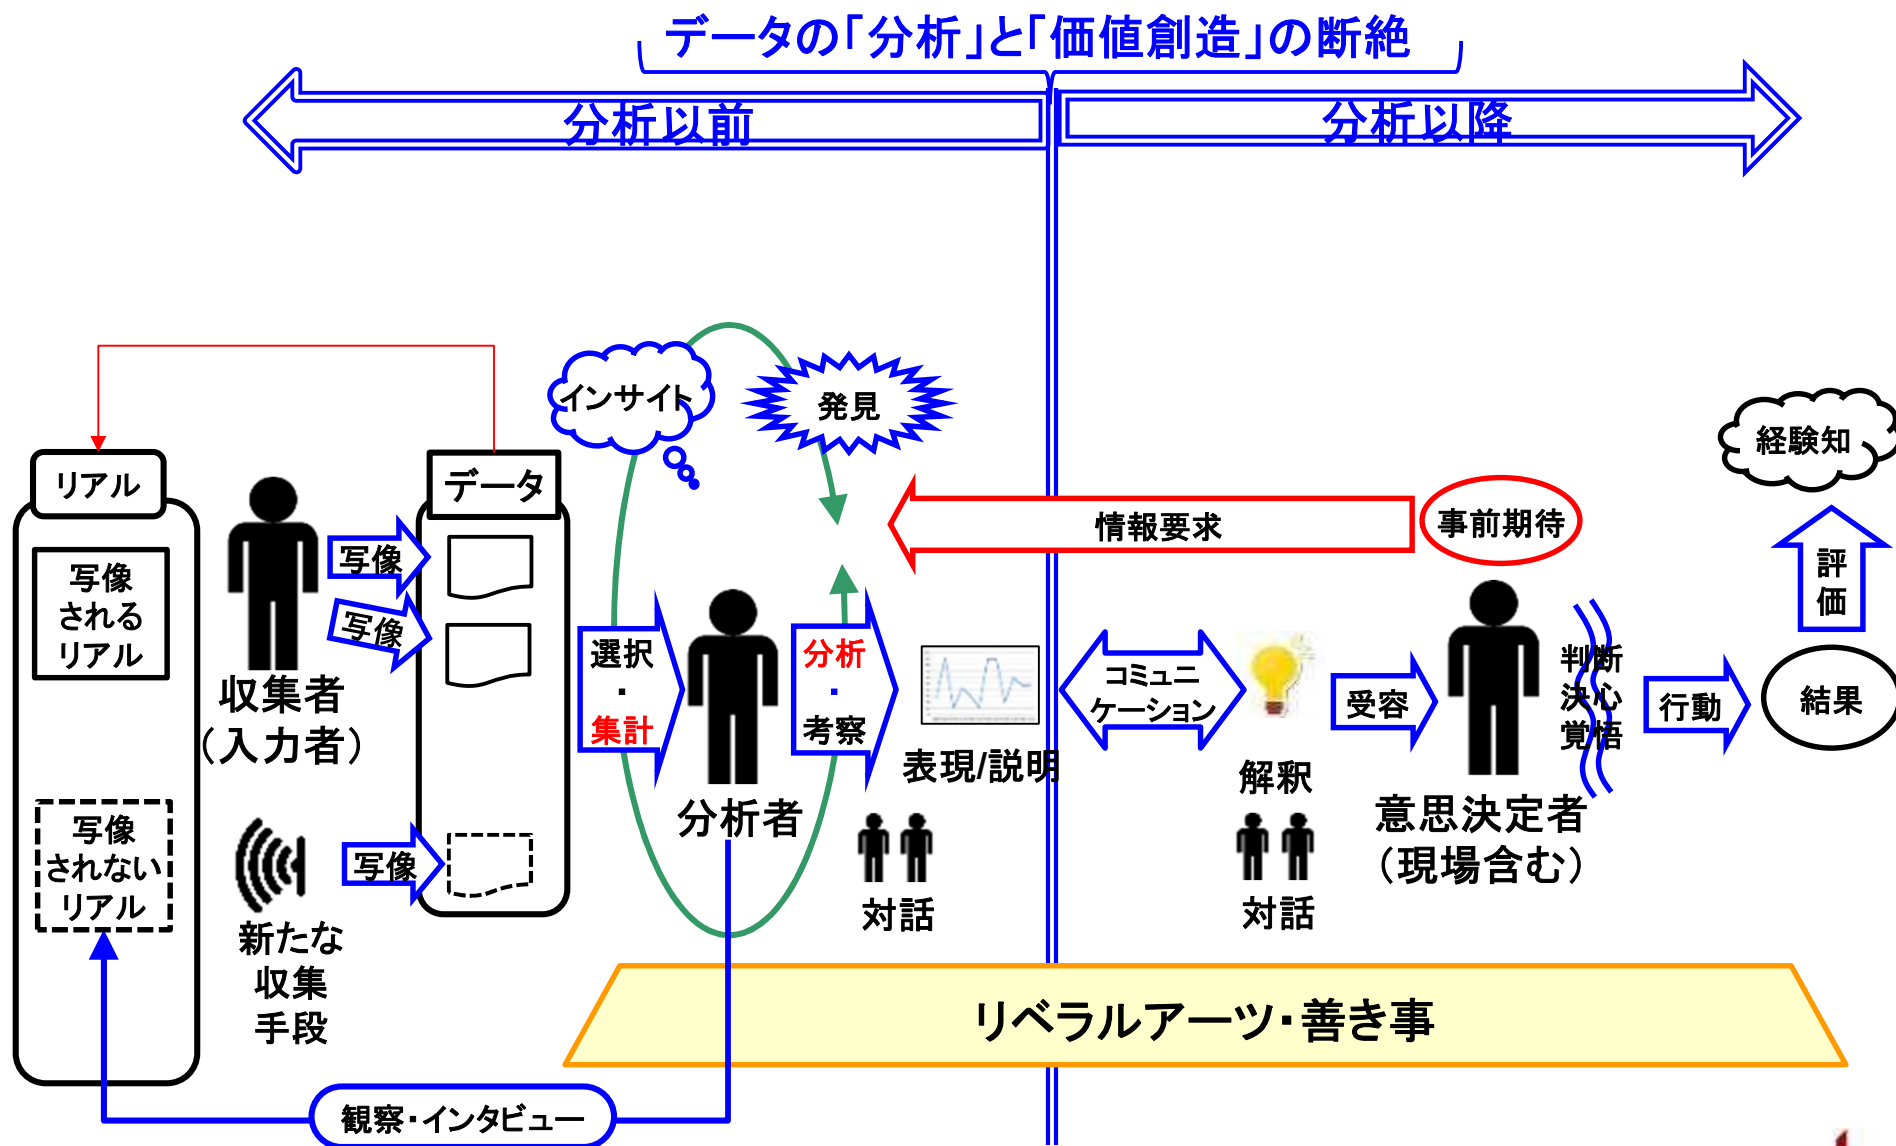 データの「分析」と「価値創造」の断絶
分析以前
分析以降
インサイト
発見
経験知
リアル
データ
情報要求
事前期待
写像
される
リアル
写像
写像
評
価
選択
・
集計
分析
・
考察
コミュニ
ケーション
受容
判断
決心
覚悟
行動
結果
収集者
（入力者）
表現/説明
解釈
分析者
意思決定者
（現場含む）
写像
されない
リアル
写像
対話
対話
新たな
収集
手段
リベラルアーツ・善き事
観察・インタビュー